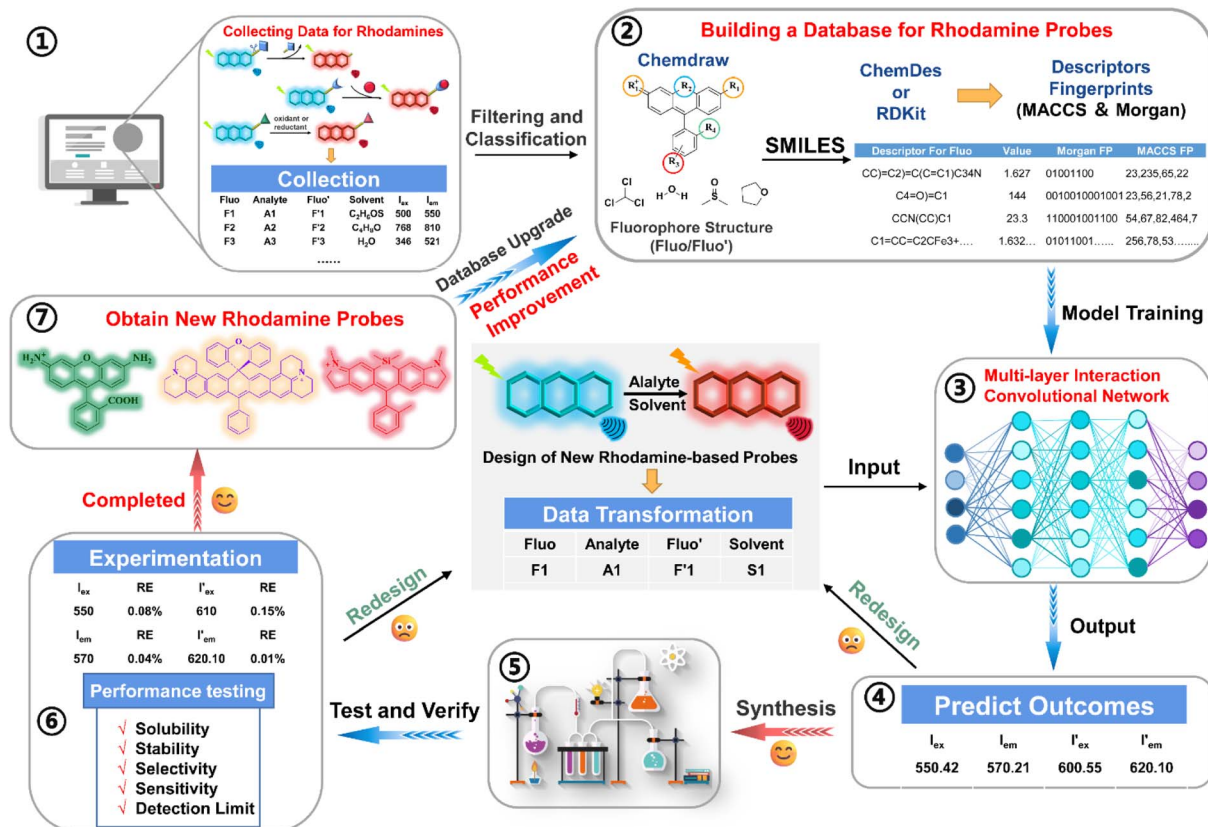 ①
Collecting Data for Rhodamines
oxidant or
reductant
Collection
Fluo Analyte Fluo' Solvent Iex Iem
F1 A1 F'1 C2H6OS 500 550
F2 A2 F'2 C4H8O 768 810
F3 A3 F'3 H2O 346 521
......
Filtering and
Classification
②
Building a Database for Rhodamine Probes
Chemdraw
R1+ R2 R1
R4
R3
Cl
Cl Cl
H O H
O
S
O
Fluorophore Structure
(Fluo/Fluo')
SMILES
ChemDes
or
RDKit
Descriptors
Fingerprints
(MACCS & Morgan)
Descriptor For Fluo Value Morgan FP MACCS FP
CC)=C2)=C(C=C1)C34N 1.627 01001100 23,235,65,22
C4=O)=C1 144 0010010001001 23,56,21,78,2
CCN(CC)C1 23.3 110001001100 54,67,82,464,7
C1=CC=C2CFe3+.... 1.632... 01011001...... 256,78,53........
Database Upgrade
Performance
Improvement
Model Training
⑦
Obtain New Rhodamine Probes
H2N+ O NH2
COOH
O
N N+
N+ Si N
Alalyte
Solvent
Design of New Rhodamine-based Probes
Data Transformation
Fluo Analyte Fluo' Solvent
F1 A1 F'1 S1
Input
③
Multi-layer Interaction
Convolutional Network
Output
Completed
Experimentation
Iex RE I'ex RE
550 0.08% 610 0.15%
Iem RE I'em RE
570 0.04% 620.10 0.01%
⑥
Performance testing
√ Solubility
√ Stability
√ Selectivity
√ Sensitivity
√ Detection Limit
Redesign
Test and Verify
⑤
Synthesis
Redesign
④
Predict Outcomes
Iex Iem I'ex I'em
550.42 570.21 600.55 620.10